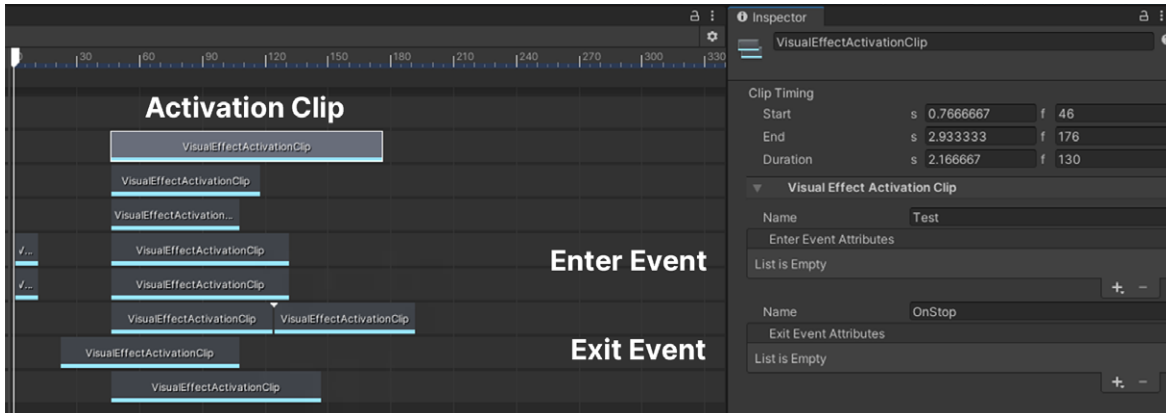 Inspector
VisualEffectActivationClip
30 60 90 120 150 180 210 240 270 300 330
Activation Clip
VisualEffectActivationClip
VisualEffectActivationClip
VisualEffectActivation...
V... VisualEffectActivationClip
Enter Event
V... VisualEffectActivationClip
VisualEffectActivationClip VisualEffectActivationClip
Exit Event
VisualEffectActivationClip
VisualEffectActivationClip
Clip Timing
Start s 0.7666667 f 46
End s 2.933333 f 176
Duration s 2.166667 f 130
Visual Effect Activation Clip
Name Test
Enter Event Attributes
List is Empty
Name OnStop
Exit Event Attributes
List is Empty